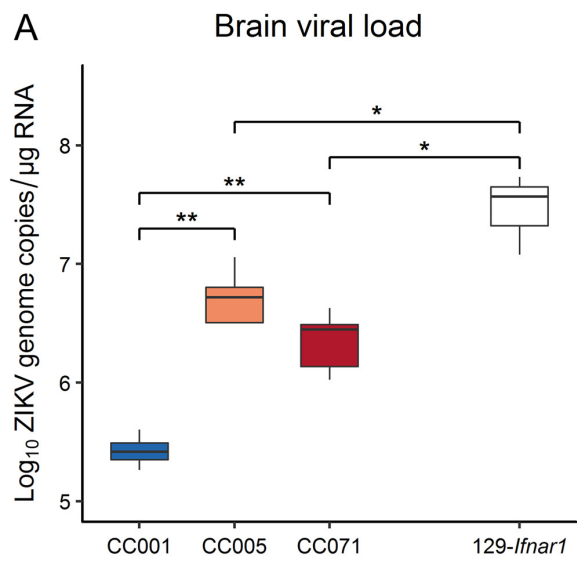 A
Brain viral load
Log10 ZIKV genome copies/μg RNA
8
7
6
5
*
*
**
**
CC001 CC005 CC071 129-Ifnar1